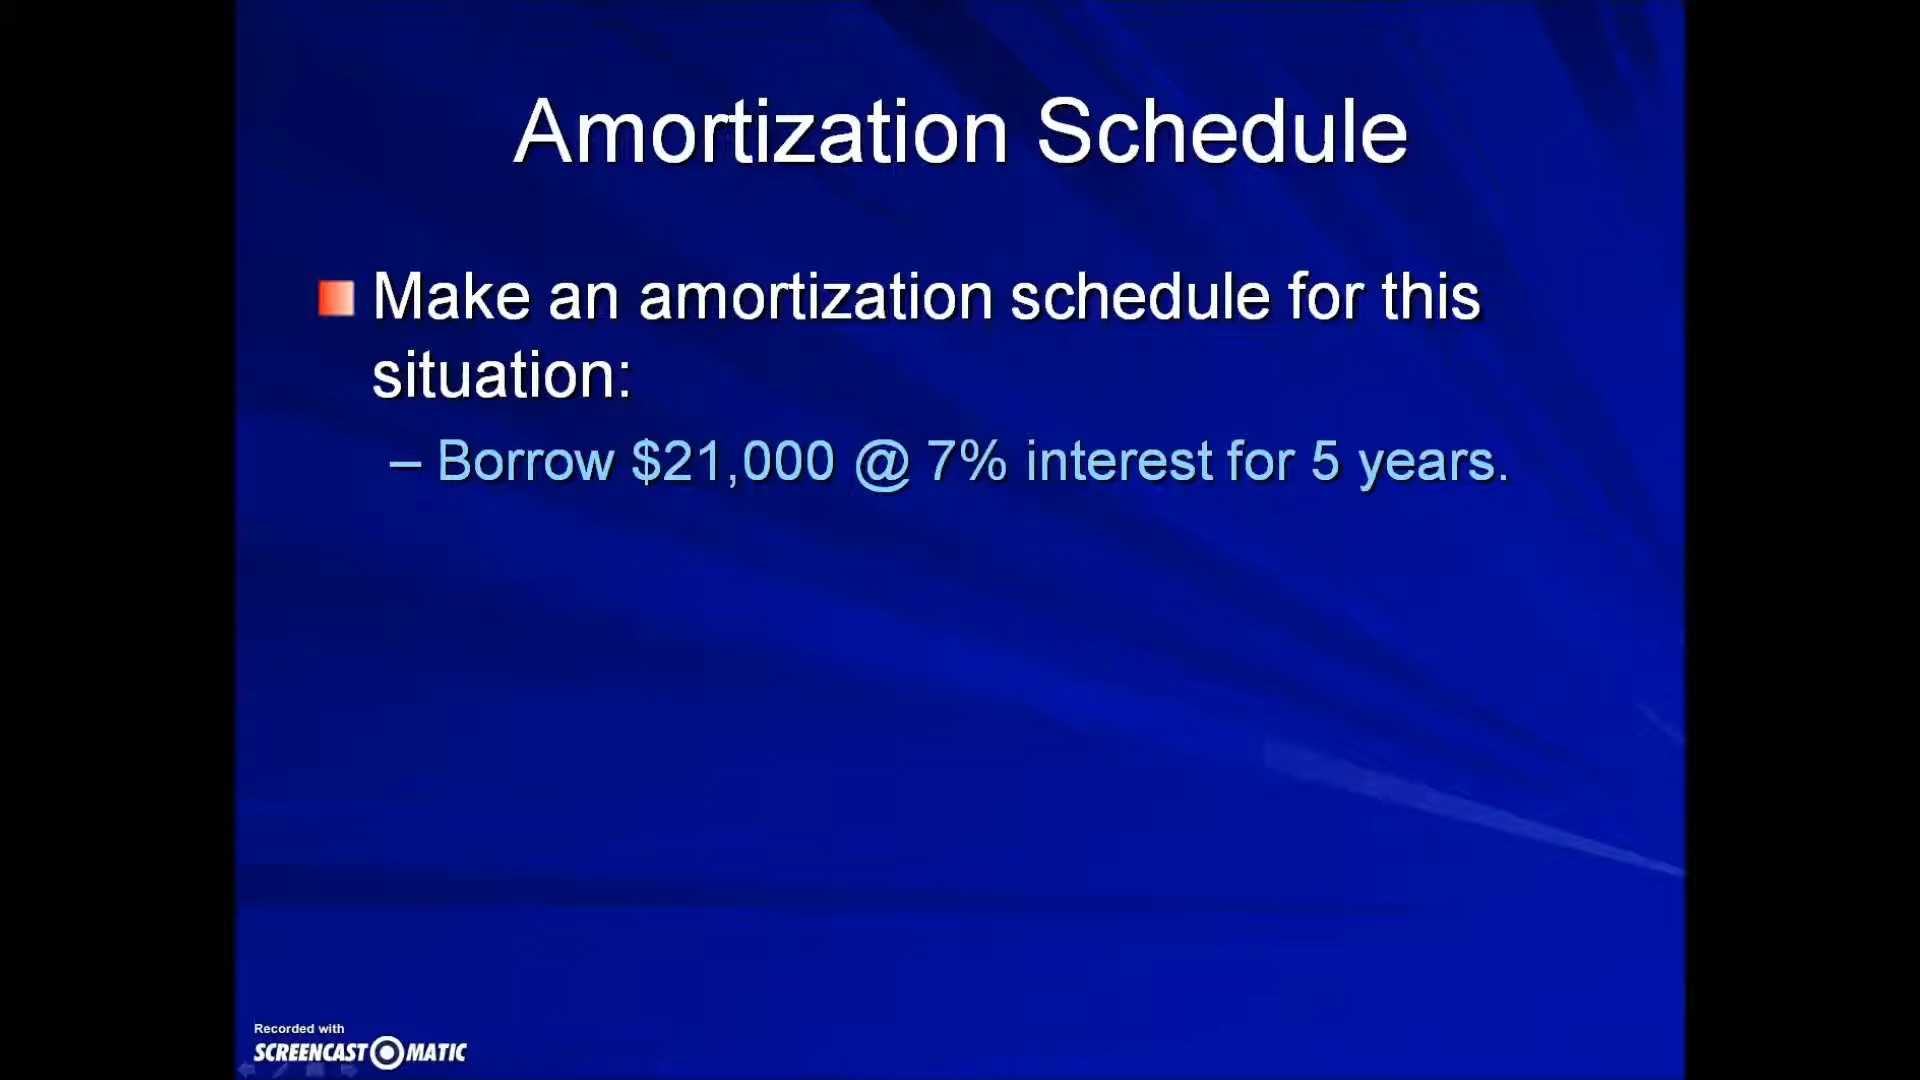 Amortization Schedule
Make an amortization schedule for this
situation:
– Borrow $21,000 @ 7% interest for 5 years.
Recorded with
SCREENCAST MATIC